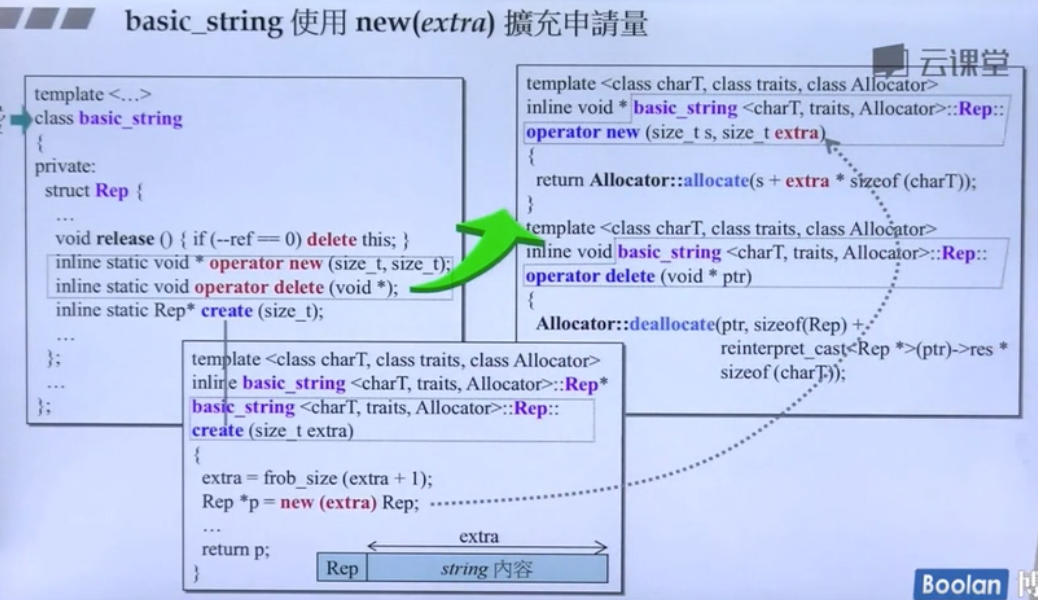 basic_string 使用 new(extra) 擴充申請量
云课堂
template <...>
class basic_string
{
private:
struct Rep {
...
void release () { if (--ref == 0) delete this; }
inline static void * operator new (size_t, size_t);
inline static void operator delete (void *);
inline static Rep* create (size_t);
...
};
...
};
template <class charT, class traits, class Allocator>
inline void * basic_string <charT, traits, Allocator>::Rep::
operator new (size_t s, size_t extra)
{
return Allocator::allocate(s + extra * sizeof (charT));
}
template <class charT, class traits, class Allocator>
inline void basic_string <charT, traits, Allocator>::Rep::
operator delete (void * ptr)
{
Allocator::deallocate(ptr, sizeof(Rep) +
reinterpret_cast<Rep *>(ptr)->res *
sizeof (charT));
template <class charT, class traits, class Allocator>
inline basic_string <charT, traits, Allocator>::Rep*
basic_string <charT, traits, Allocator>::Rep::
create (size_t extra)
{
extra = frob_size (extra + 1);
Rep *p = new (extra) Rep;
...
return p;
}
extra
Rep
string 內容
Boolan 博